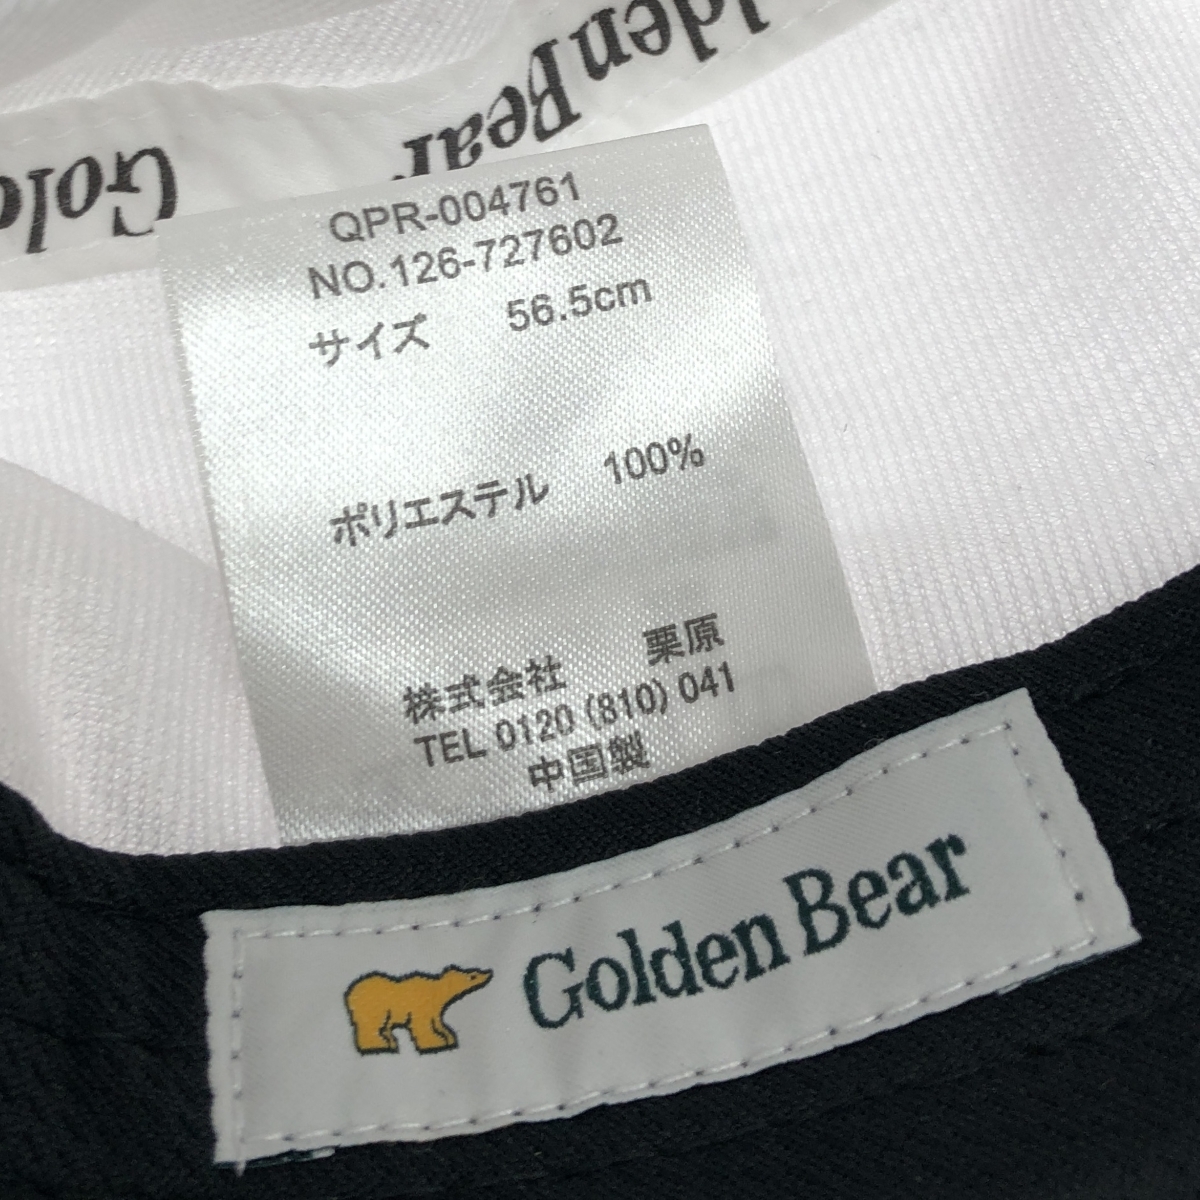 Golden Bear
Gold
QPR-004761
NO.126-727602
サイズ 56.5cm
ポリエステル 100%
株式会社 栗原
TEL 0120 (810) 041
中国製
Golden Bear